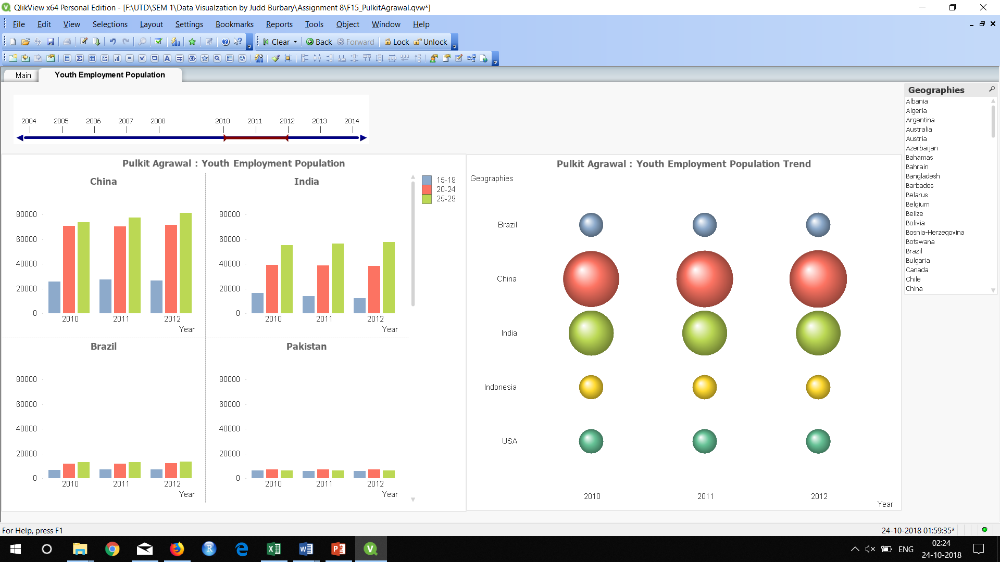 QlikView x64 Personal Edition - [F:\UTD\SEM 1\Data Visualzation by Judd Burbary\Assignment 8\F15_PulkitAgrawal.qvw*]
File Edit View Selections Layout Settings Bookmarks Reports Tools Object Window Help
Clear Back Forward Lock Unlock
Main Youth Employment Population
2004 2005 2006 2007 2008 2010 2011 2012 2013 2014
Pulkit Agrawal : Youth Employment Population
China
80000
60000
40000
20000
0
2010 2011 2012
Year
India
80000
60000
40000
20000
0
2010 2011 2012
Year
15-19
20-24
25-29
Brazil
80000
60000
40000
20000
0
2010 2011 2012
Year
Pakistan
80000
60000
40000
20000
0
2010 2011 2012
Year
Pulkit Agrawal : Youth Employment Population Trend
Geographies
Brazil
China
India
Indonesia
USA
2010 2011 2012
Year
Geographies
Albania
Algeria
Argentina
Australia
Austria
Azerbaijan
Bahamas
Bahrain
Bangladesh
Barbados
Belarus
Belgium
Belize
Bolivia
Bosnia-Herzegovina
Botswana
Brazil
Bulgaria
Canada
Chile
China
For Help, press F1
24-10-2018 01:59:35*
ENG
02:24
24-10-2018